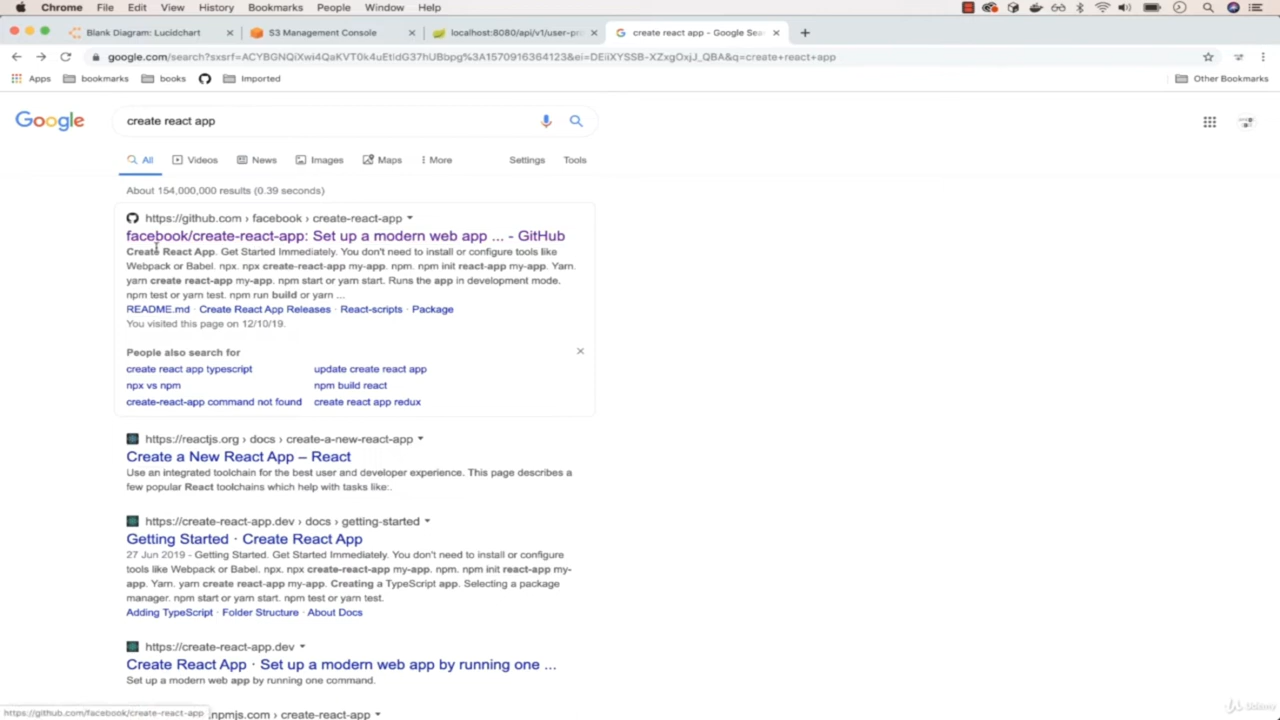 Chrome File Edit View History Bookmarks People Window Help
Blank Diagram: Lucidchart S3 Management Console localhost:8080/api/v1/user-pro create react app - Google Sea
google.com/search?sxsrf=ACYBGNQiXwi4QaKVT0k4uEtldG37hUBbpg%3A1570916364123&ei=DEiiXYSSB-XZxgOxjJ_QBA&q=create+react+app
Apps bookmarks books Imported Other Bookmarks
Google create react app
All Videos News Images Maps More Settings Tools
About 154,000,000 results (0.39 seconds)
https://github.com › facebook › create-react-app
facebook/create-react-app: Set up a modern web app ... - GitHub
Create React App. Get Started Immediately. You don't need to install or configure tools like
Webpack or Babel. npx. npx create-react-app my-app. npm. npm init react-app my-app. Yarn.
yarn create react-app my-app. npm start or yarn start. Runs the app in development mode.
npm test or yarn test. npm run build or yarn ...
README.md · Create React App Releases · React-scripts · Package
You visited this page on 12/10/19.
People also search for
create react app typescript update create react app
npx vs npm npm build react
create-react-app command not found create react app redux
https://reactjs.org › docs › create-a-new-react-app
Create a New React App – React
Use an integrated toolchain for the best user and developer experience. This page describes a
few popular React toolchains which help with tasks like:.
https://create-react-app.dev › docs › getting-started
Getting Started · Create React App
27 Jun 2019 - Getting Started. Get Started Immediately. You don't need to install or configure
tools like Webpack or Babel. npx. npx create-react-app my-app. npm. npm init react-app my-
app. Yarn. yarn create react-app my-app. Creating a TypeScript app. Selecting a package
manager. npm start or yarn start. npm test or yarn test.
Adding TypeScript · Folder Structure · About Docs
https://create-react-app.dev
Create React App · Set up a modern web app by running one ...
Set up a modern web app by running one command.
https://github.com/facebook/create-react-app .npmjs.com › create-react-app
Udemy